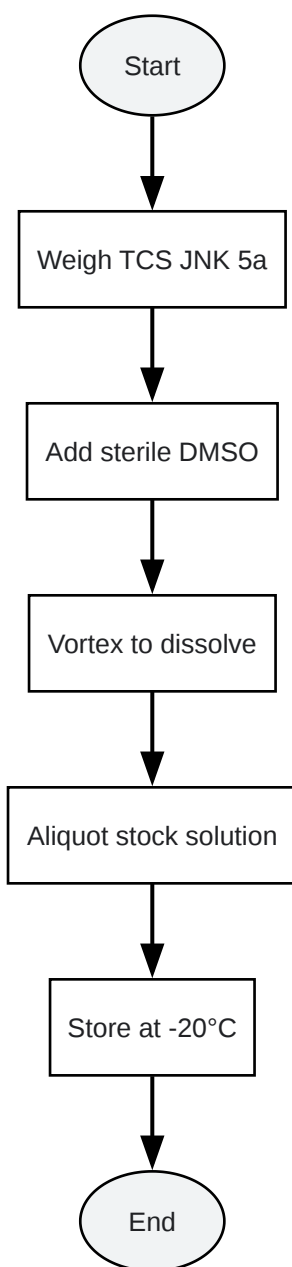 Start
Weigh TCS JNK 5a
Add sterile DMSO
Vortex to dissolve
Aliquot stock solution
Store at -20°C
End